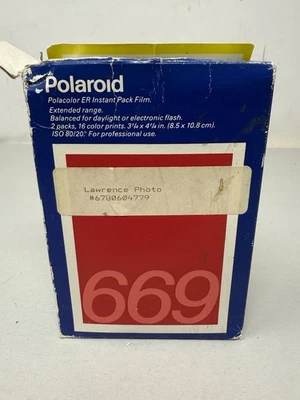 Polaroid
Polacolor ER Instant Pack Film.
Extended range.
Balanced for daylight or electronic flash.
2 packs, 16 color prints. 3¼ x 4¼ in. (8.5 x 10.8 cm).
ISO 80/20.° For professional use.
Lawrence Photo
#6780604779
669